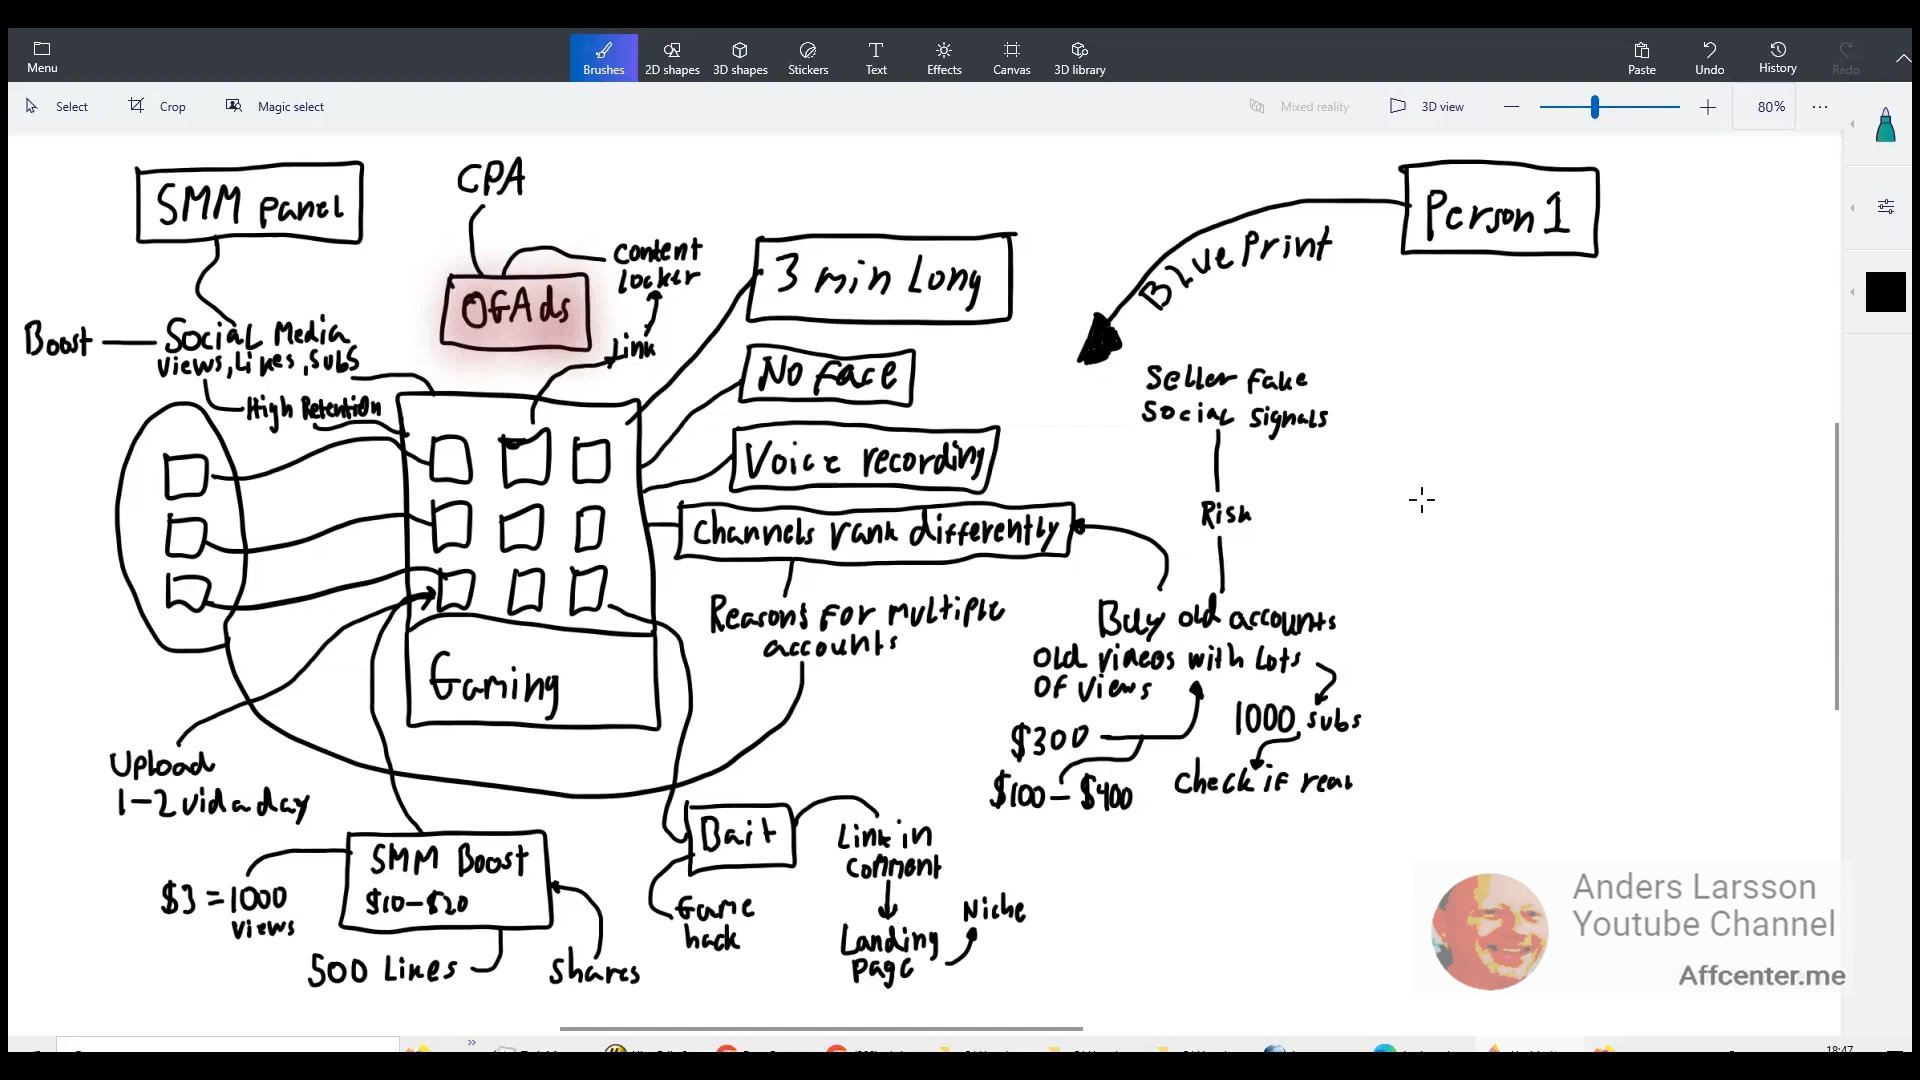 Menu
Brushes
2D shapes
3D shapes
Stickers
Text
Effects
Canvas
3D library
Paste
Undo
History
Redo
Select
Crop
Magic select
Mixed reality
3D view
80%
SMM panel
CPA
Person 1
Blue Print
Content
locker
OGAds
Link
3 min Long
Boost
Social Media
Views, Likes, Subs
High Retention
No face
Seller Fake
Social Signals
Voice recording
Channels rank differently
Risk
Reasons for multiple
accounts
Buy old accounts
Old videos with Lots
Of views
Gaming
$300
1000 subs
$100-$400
Check if real
Upload
1-2 vid a day
Bait
Link in
comment
SMM Boost
$10-$20
$3=1000
views
Game
hack
Niche
Landing
page
500 Likes
Shares
Anders Larsson
Youtube Channel
Affcenter.me
18:47